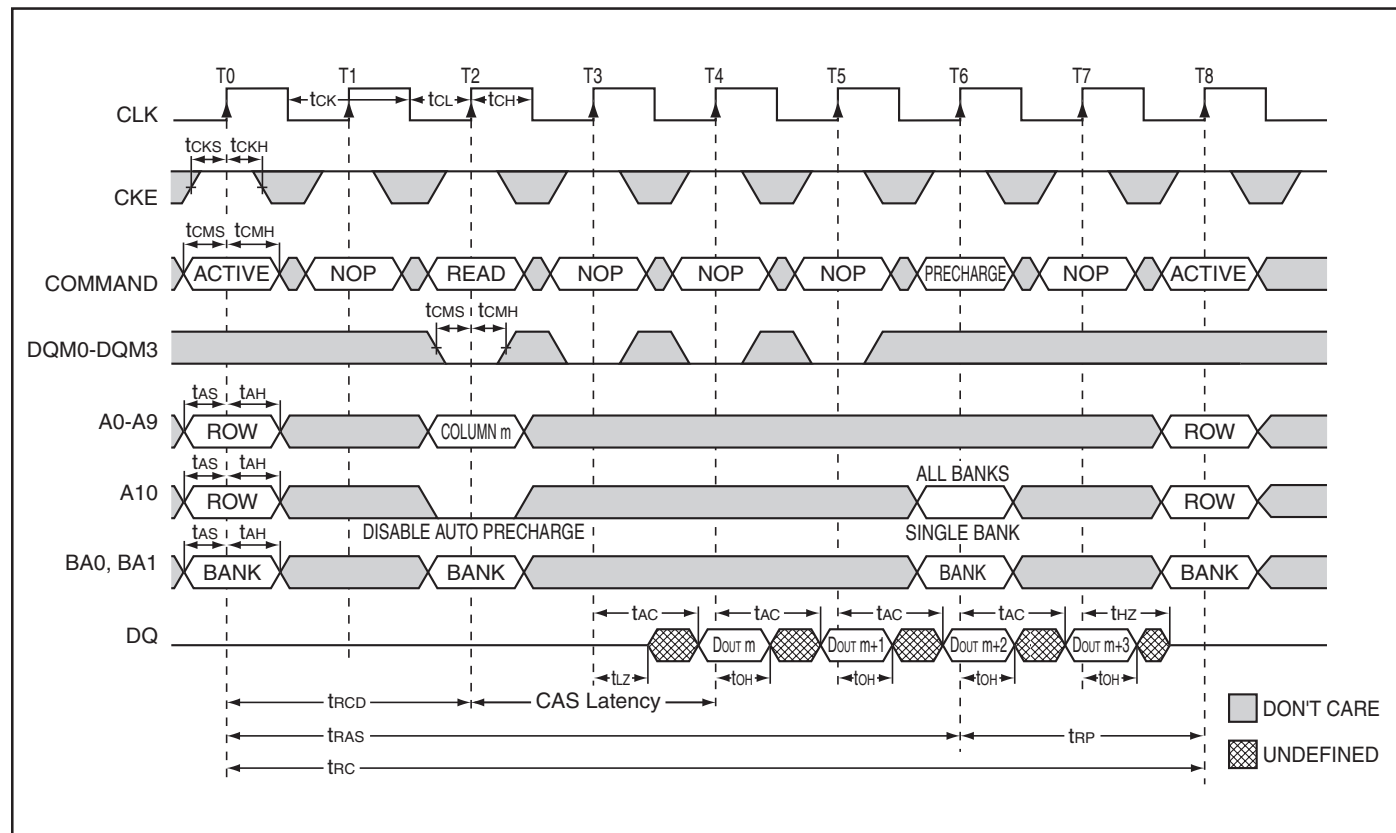 T0 T1 T2 T3 T4 T5 T6 T7 T8
CLK tCK tCL tCH
tCKS tCKH
CKE
tCMS tCMH
COMMAND ACTIVE NOP READ NOP NOP NOP PRECHARGE NOP ACTIVE
tCMS tCMH
DQM0-DQM3
tAS tAH
A0-A9 ROW COLUMN m ROW
tAS tAH ALL BANKS
A10 ROW ROW
tAS tAH DISABLE AUTO PRECHARGE SINGLE BANK
BA0, BA1 BANK BANK BANK BANK
tAC tAC tAC tAC tHZ
DQ DOUT m DOUT m+1 DOUT m+2 DOUT m+3
tLZ tOH tOH tOH tOH
tRCD CAS Latency
DON'T CARE
tRAS tRP
UNDEFINED
tRC